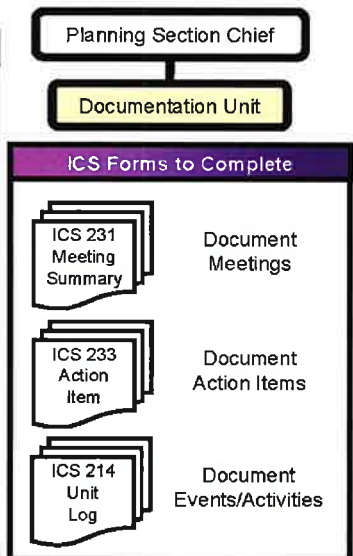 Planning Section Chief
Documentation Unit
ICS Forms to Complete
ICS 231
Meeting
Summary
Document
Meetings
ICS 233
Action
Item
Document
Action Items
ICS 214
Unit
Log
Document
Events/Activities